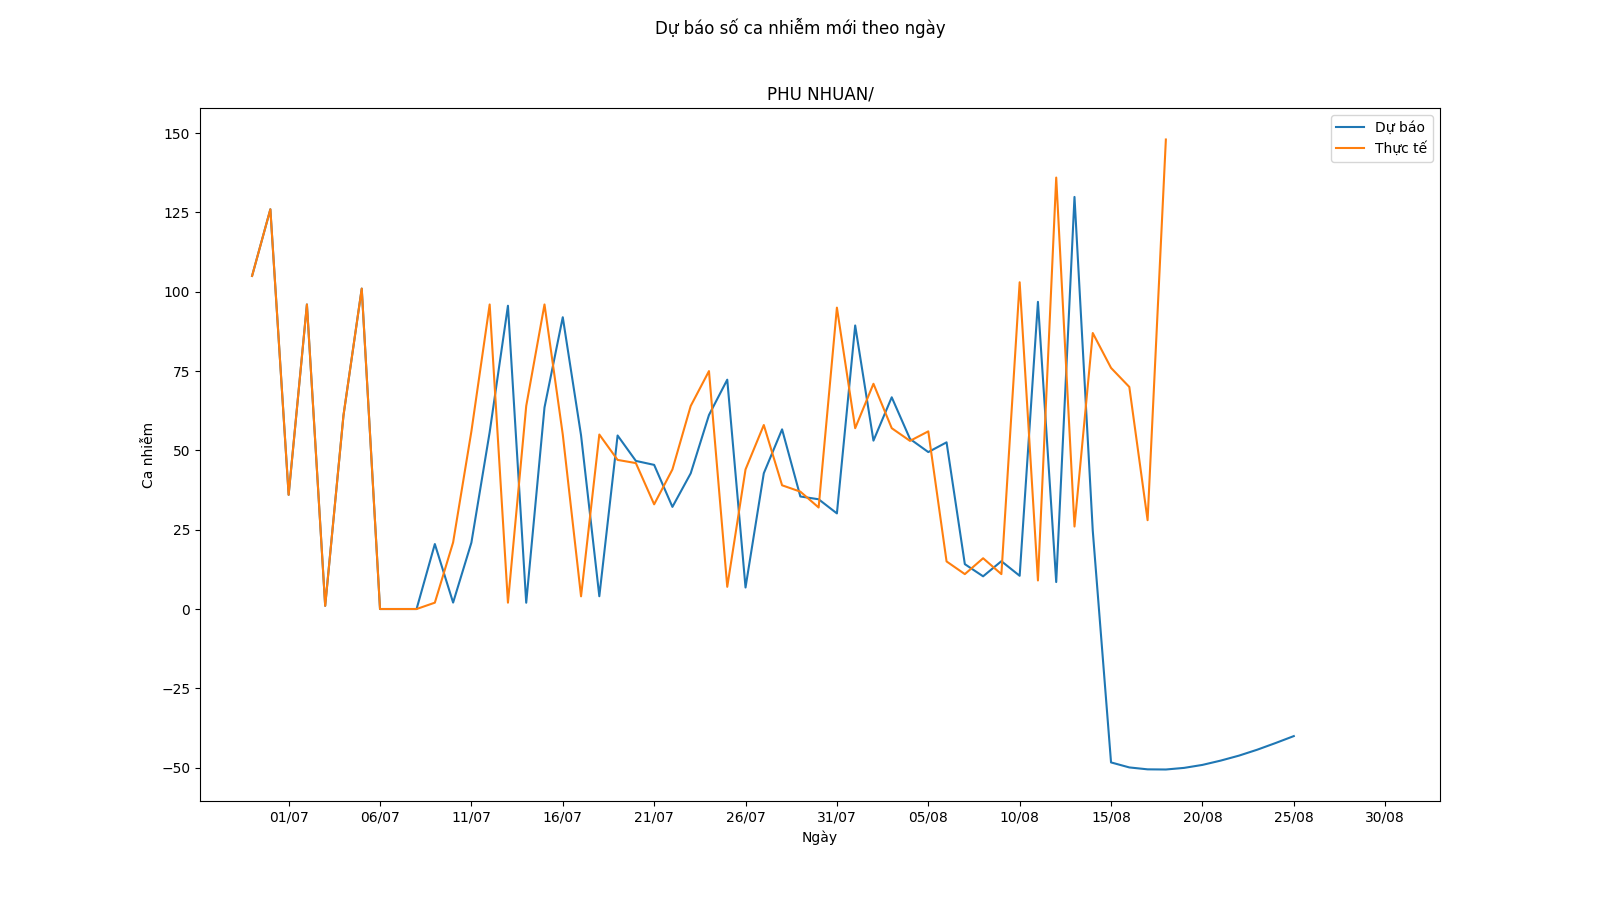 Dự báo số ca nhiễm mới theo ngày
PHU NHUAN/
Dự báo
Thực tế
150
125
100
75
50
25
0
−25
−50
Ca nhiễm
01/07 06/07 11/07 16/07 21/07 26/07 31/07 05/08 10/08 15/08 20/08 25/08 30/08
Ngày